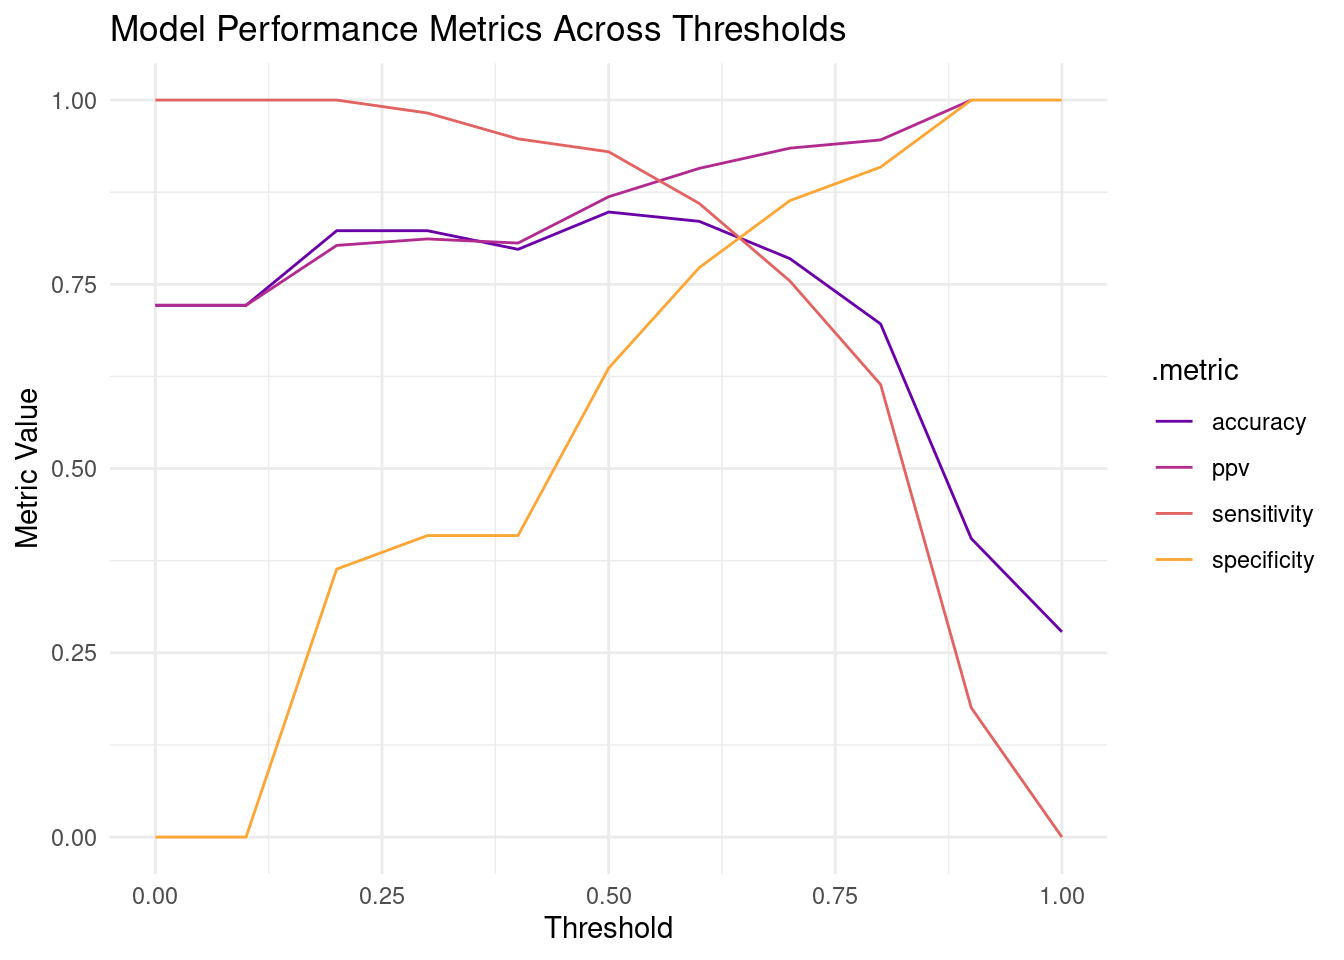 Model Performance Metrics Across Thresholds
1.00
0.75
0.50
0.25
0.00
Metric Value
0.00 0.25 0.50 0.75 1.00
Threshold
.metric
accuracy
ppv
sensitivity
specificity